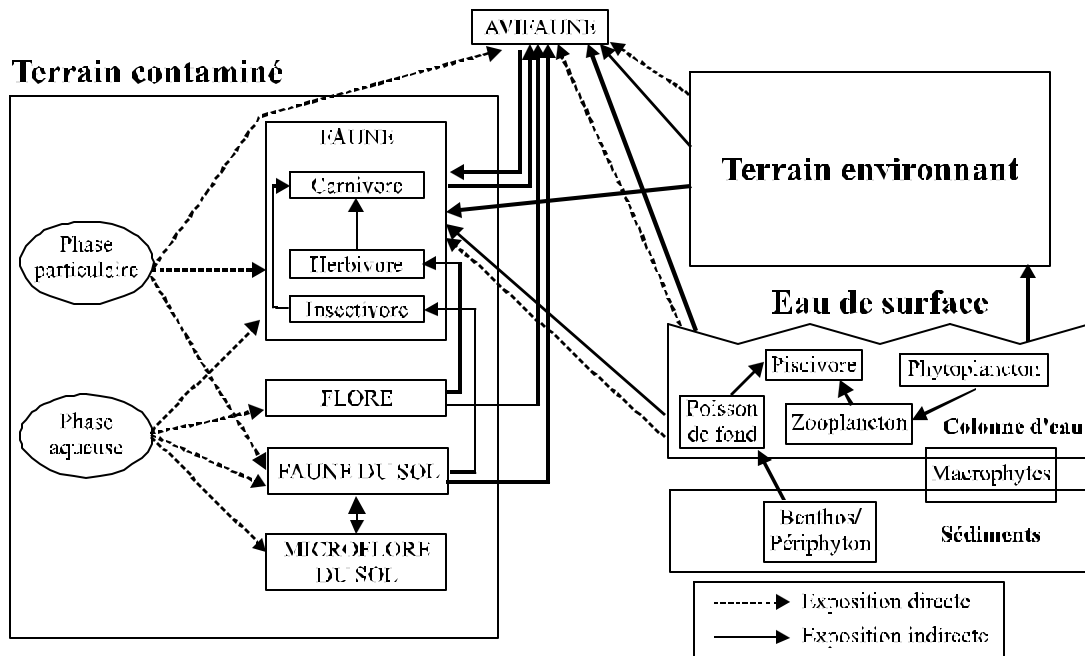 AVIFAUNE
Terrain contaminé
FAUNE
Carnivore
Herbivore
Insectivore
Phase
particulaire
FLORE
Phase
aqueuse
FAUNE DU SOL
MICROFLORE
DU SOL
Terrain environnant
Eau de surface
Piscivore
Phytoplancton
Poisson
de fond
Zooplancton
Colonne d'eau
Macrophytes
Benthos/
Périphyton
Sédiments
Exposition directe
Exposition indirecte